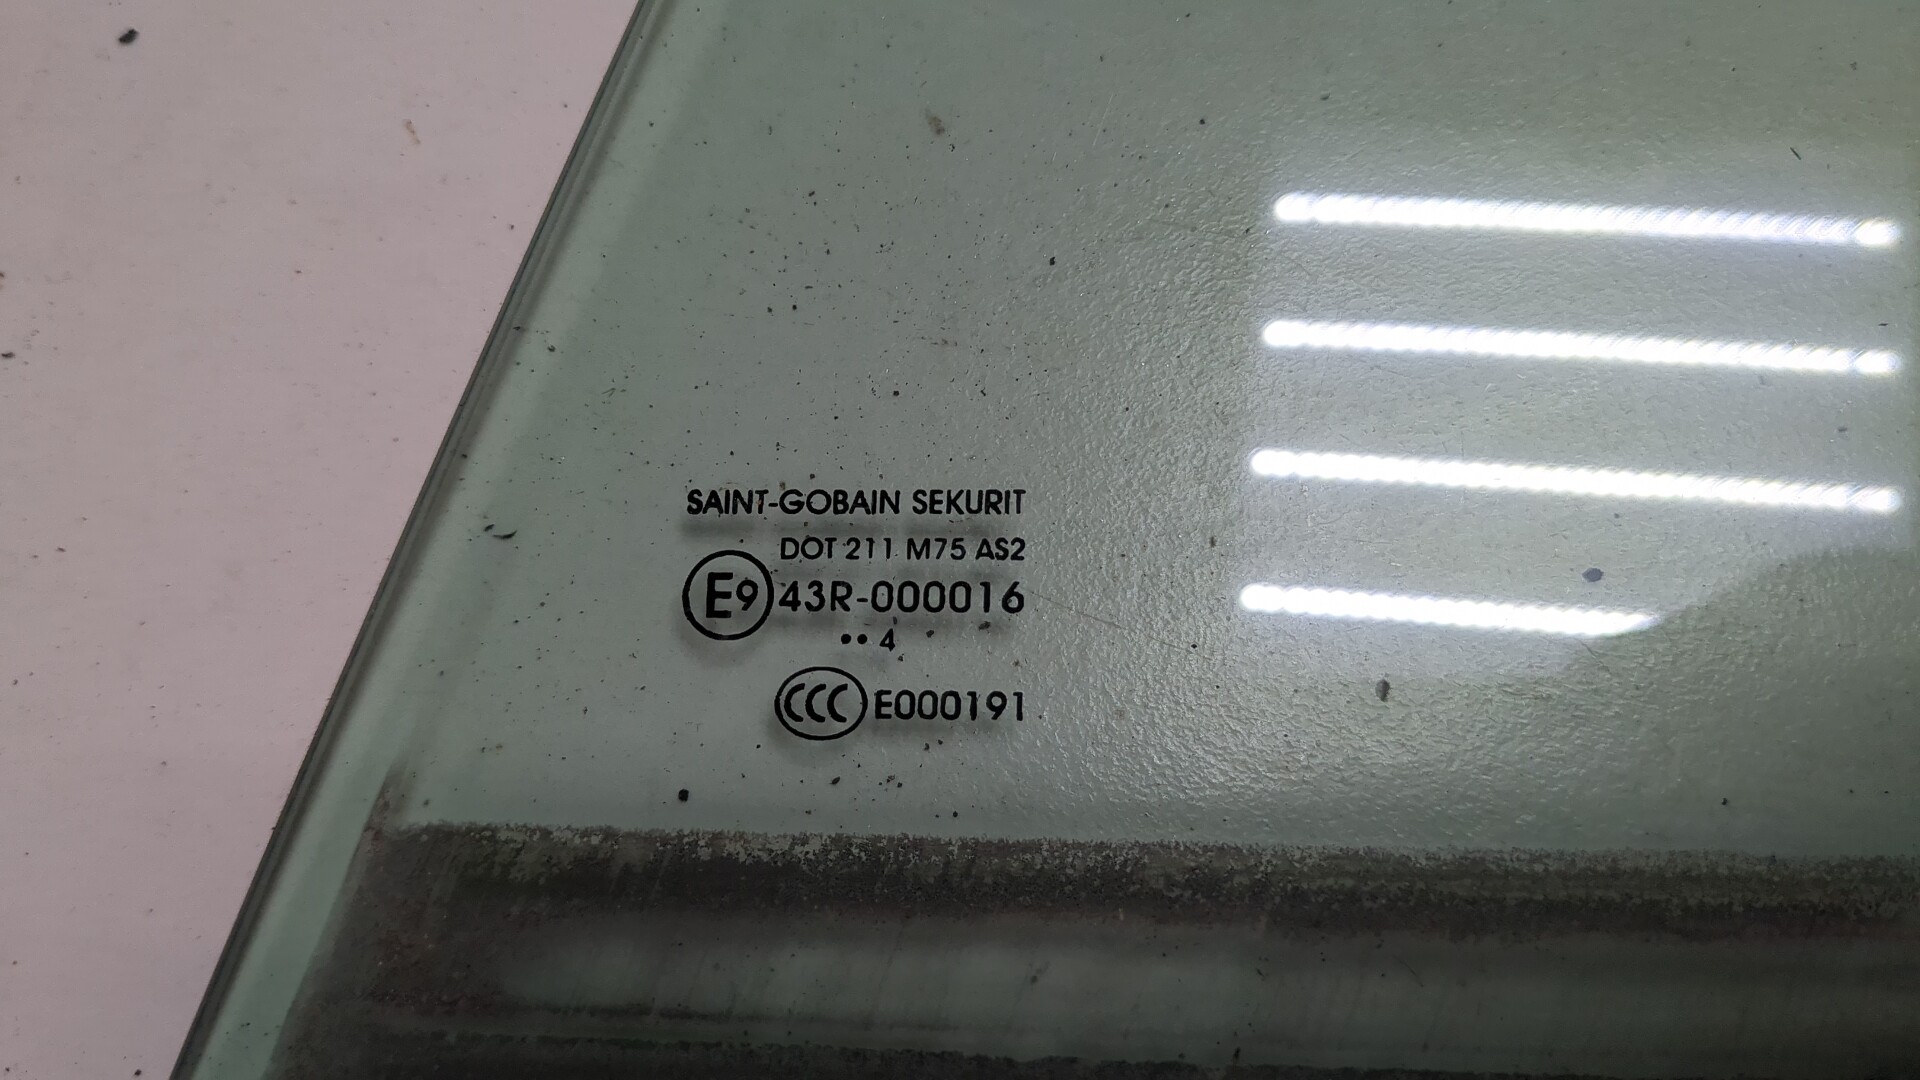 SAINT-GOBAIN SEKURIT
DOT 211 M75 AS2
E9 43R-000016
•• 4
CCC E000191